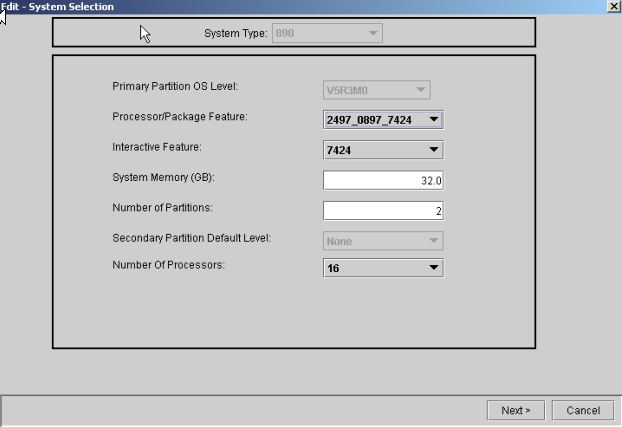 Edit - System Selection
System Type: 890
Primary Partition OS Level: V5R3M0
Processor/Package Feature: 2497_0897_7424
Interactive Feature: 7424
System Memory (GB): 32.0
Number of Partitions: 2
Secondary Partition Default Level: None
Number Of Processors: 16
Next > Cancel